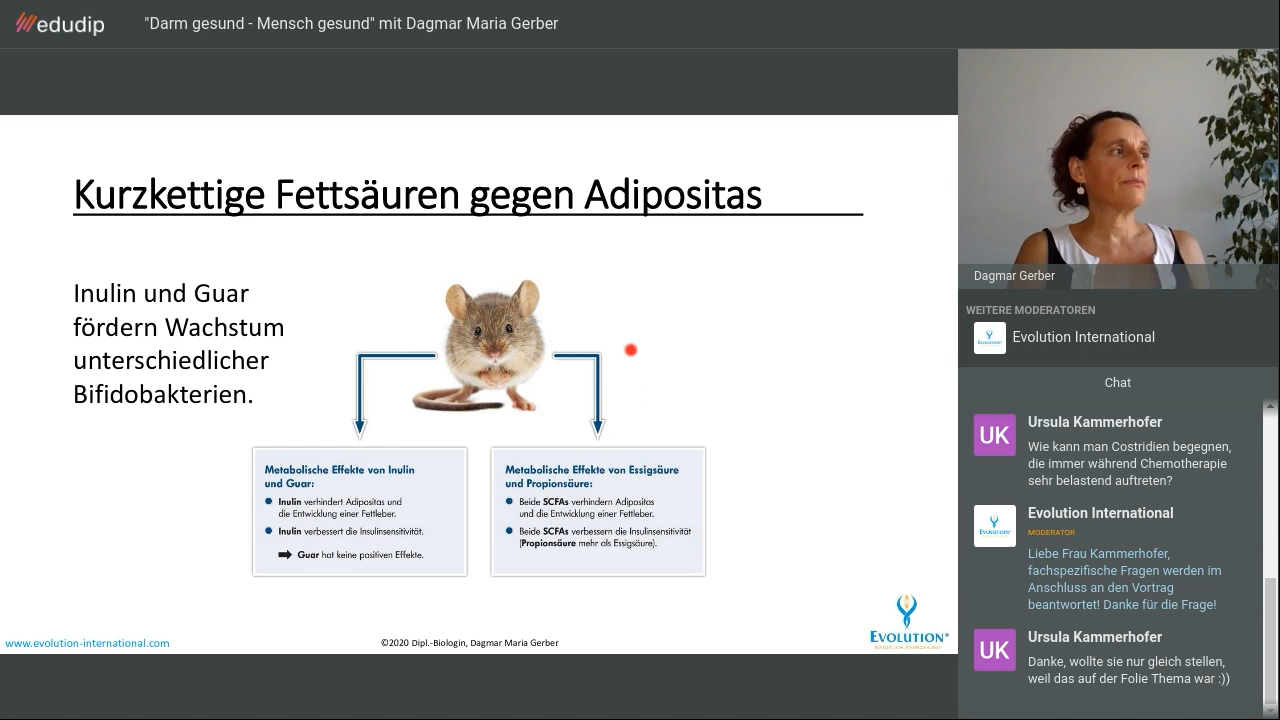 edudip
"Darm gesund - Mensch gesund" mit Dagmar Maria Gerber
Kurzkettige Fettsäuren gegen Adipositas
Inulin und Guar
fördern Wachstum
unterschiedlicher
Bifidobakterien.
Metabolische Effekte von Inulin
und Guar:
Inulin verhindert Adipositas und
die Entwicklung einer Fettleber.
Inulin verbessert die Insulinsensitivität.
Guar hat keine positiven Effekte.
Metabolische Effekte von Essigsäure
und Propionsäure:
Beide SCFAs verhindern Adipositas
und die Entwicklung einer Fettleber.
Beide SCFAs verbessern die Insulinsensitivität
(Propionsäure mehr als Essigsäure).
www.evolution-international.com
©2020 Dipl.-Biologin, Dagmar Maria Gerber
EVOLUTION®
Dagmar Gerber
WEITERE MODERATOREN
Evolution International
Chat
UK
Ursula Kammerhofer
Wie kann man Costridien begegnen,
die immer während Chemotherapie
sehr belastend auftreten?
Evolution International
MODERATOR
Liebe Frau Kammerhofer,
fachspezifische Fragen werden im
Anschluss an den Vortrag
beantwortet! Danke für die Frage!
UK
Ursula Kammerhofer
Danke, wollte sie nur gleich stellen,
weil das auf der Folie Thema war :))